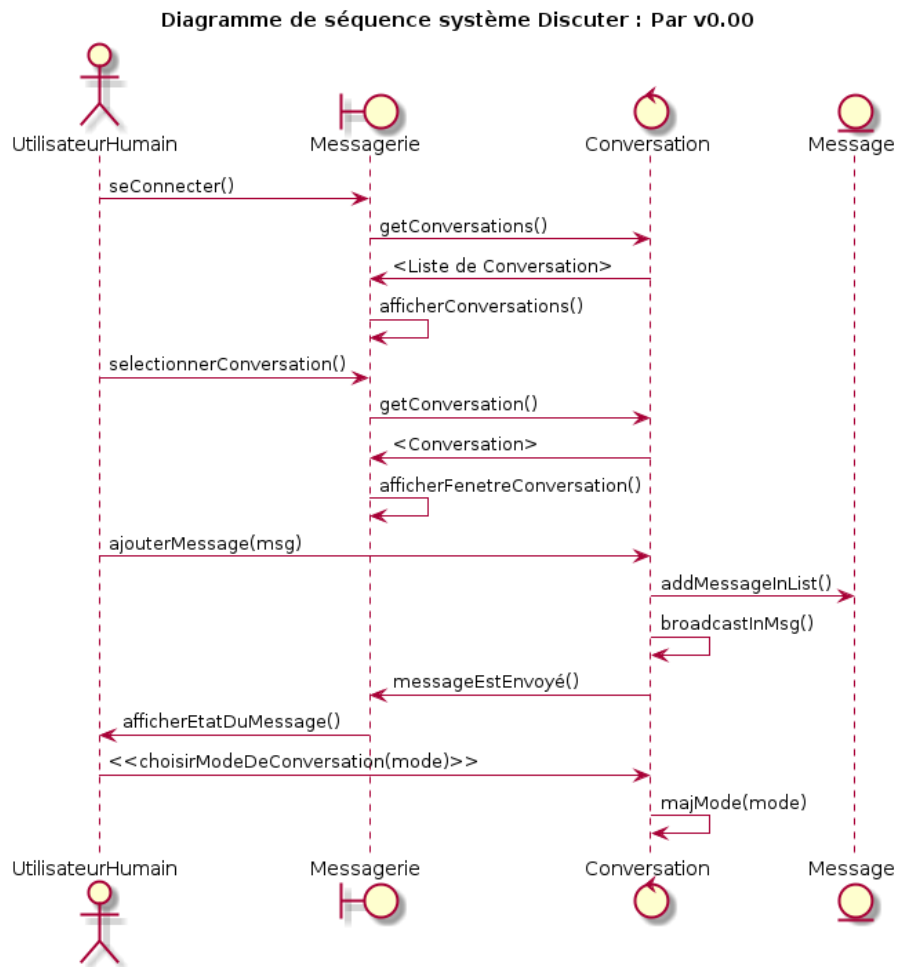 Diagramme de séquence système Discuter : Par v0.00
UtilisateurHumain
Messagerie
Conversation
Message
seConnecter()
getConversations()
<Liste de Conversation>
afficherConversations()
selectionnerConversation()
getConversation()
<Conversation>
afficherFenetreConversation()
ajouterMessage(msg)
addMessageInList()
broadcastInMsg()
messageEstEnvoyé()
afficherEtatDuMessage()
<<choisirModeDeConversation(mode)>>
majMode(mode)
UtilisateurHumain
Messagerie
Conversation
Message